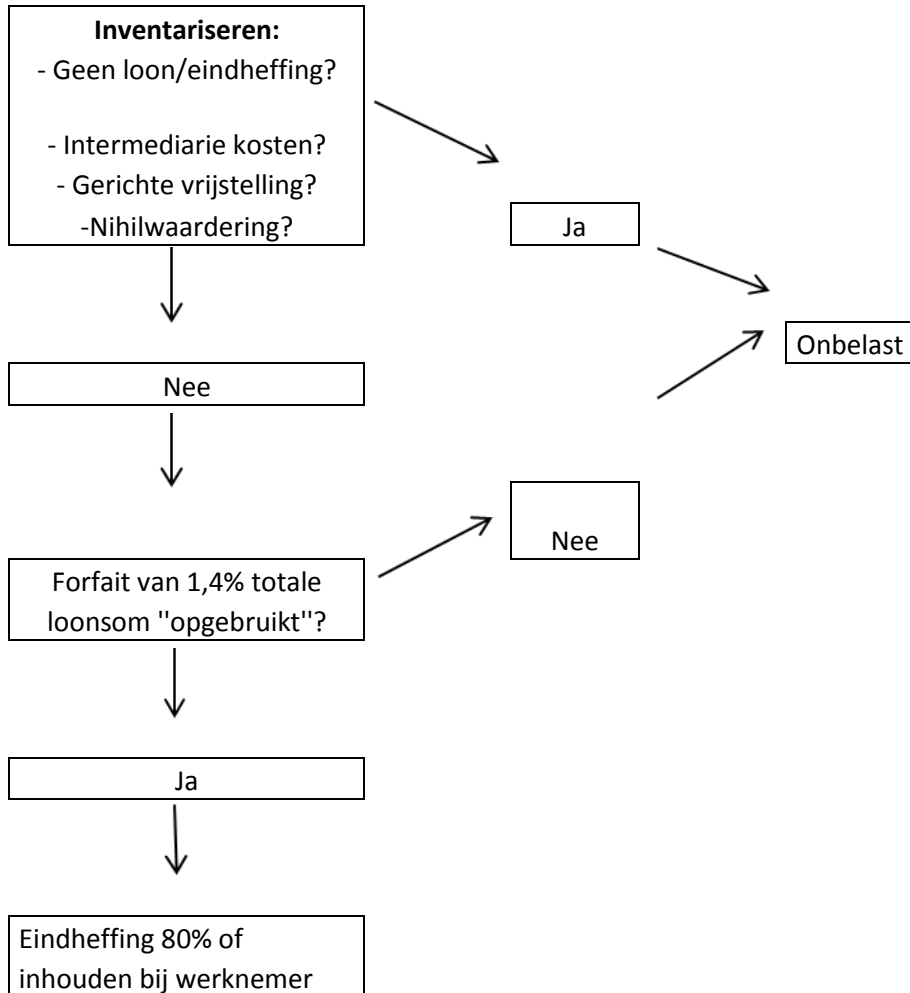 Inventariseren:
- Geen loon/eindheffing?
- Intermediarie kosten?
- Gerichte vrijstelling?
-Nihilwaardering?
Ja
Onbelast
Nee
Nee
Forfait van 1,4% totale
loonsom "opgebruikt"?
Ja
Eindheffing 80% of
inhouden bij werknemer